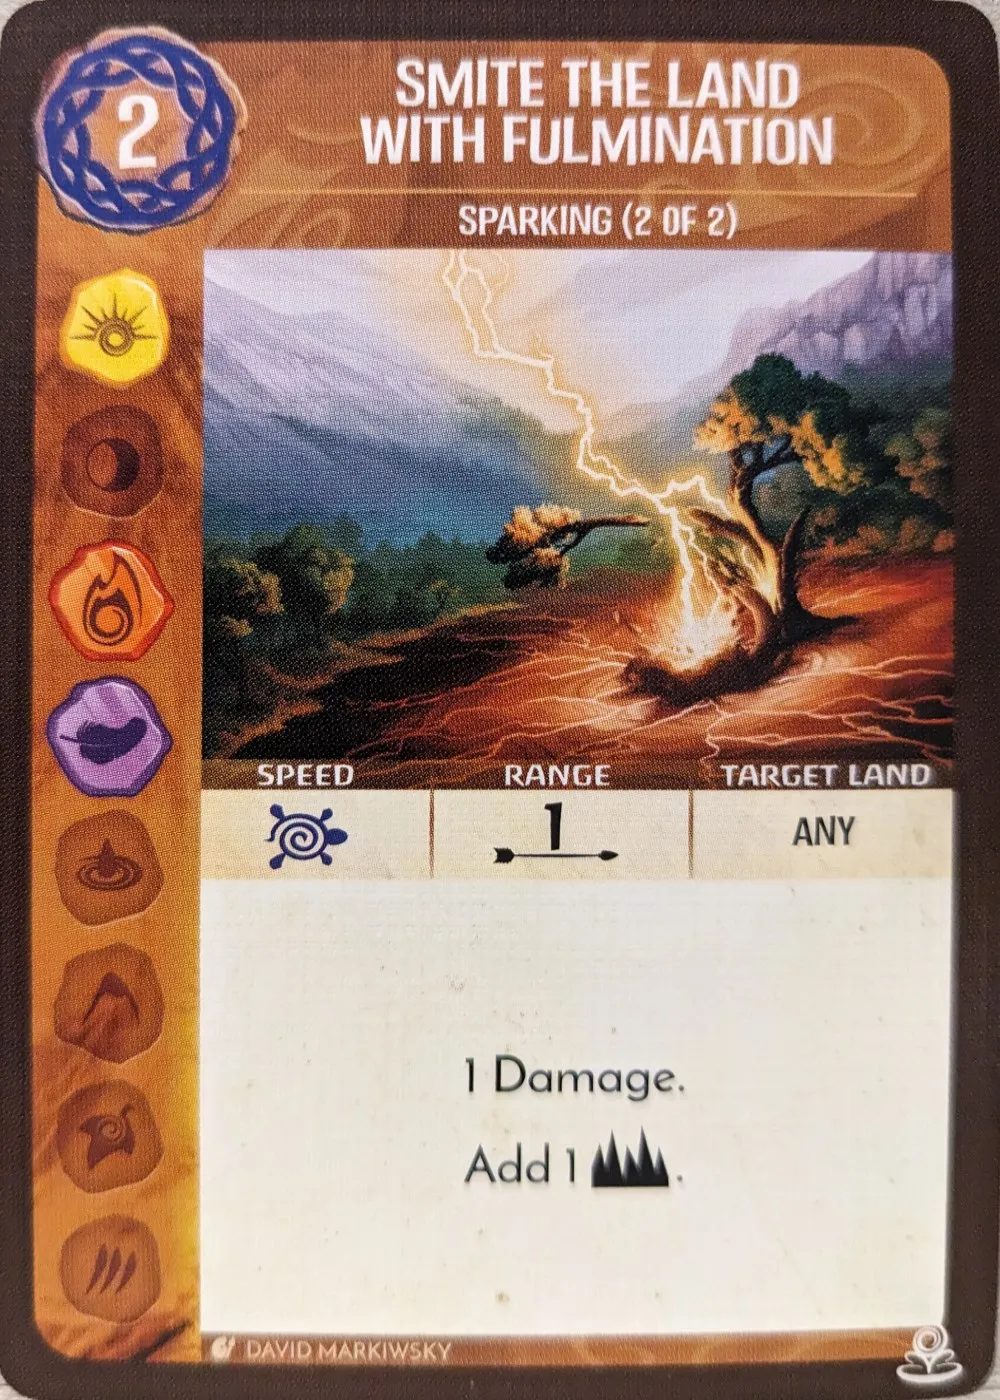 2
SMITE THE LAND
WITH FULMINATION
SPARKING (2 OF 2)
SPEED
RANGE
TARGET LAND
1
ANY
1 Damage.
Add 1 .
DAVID MARKIWSKY